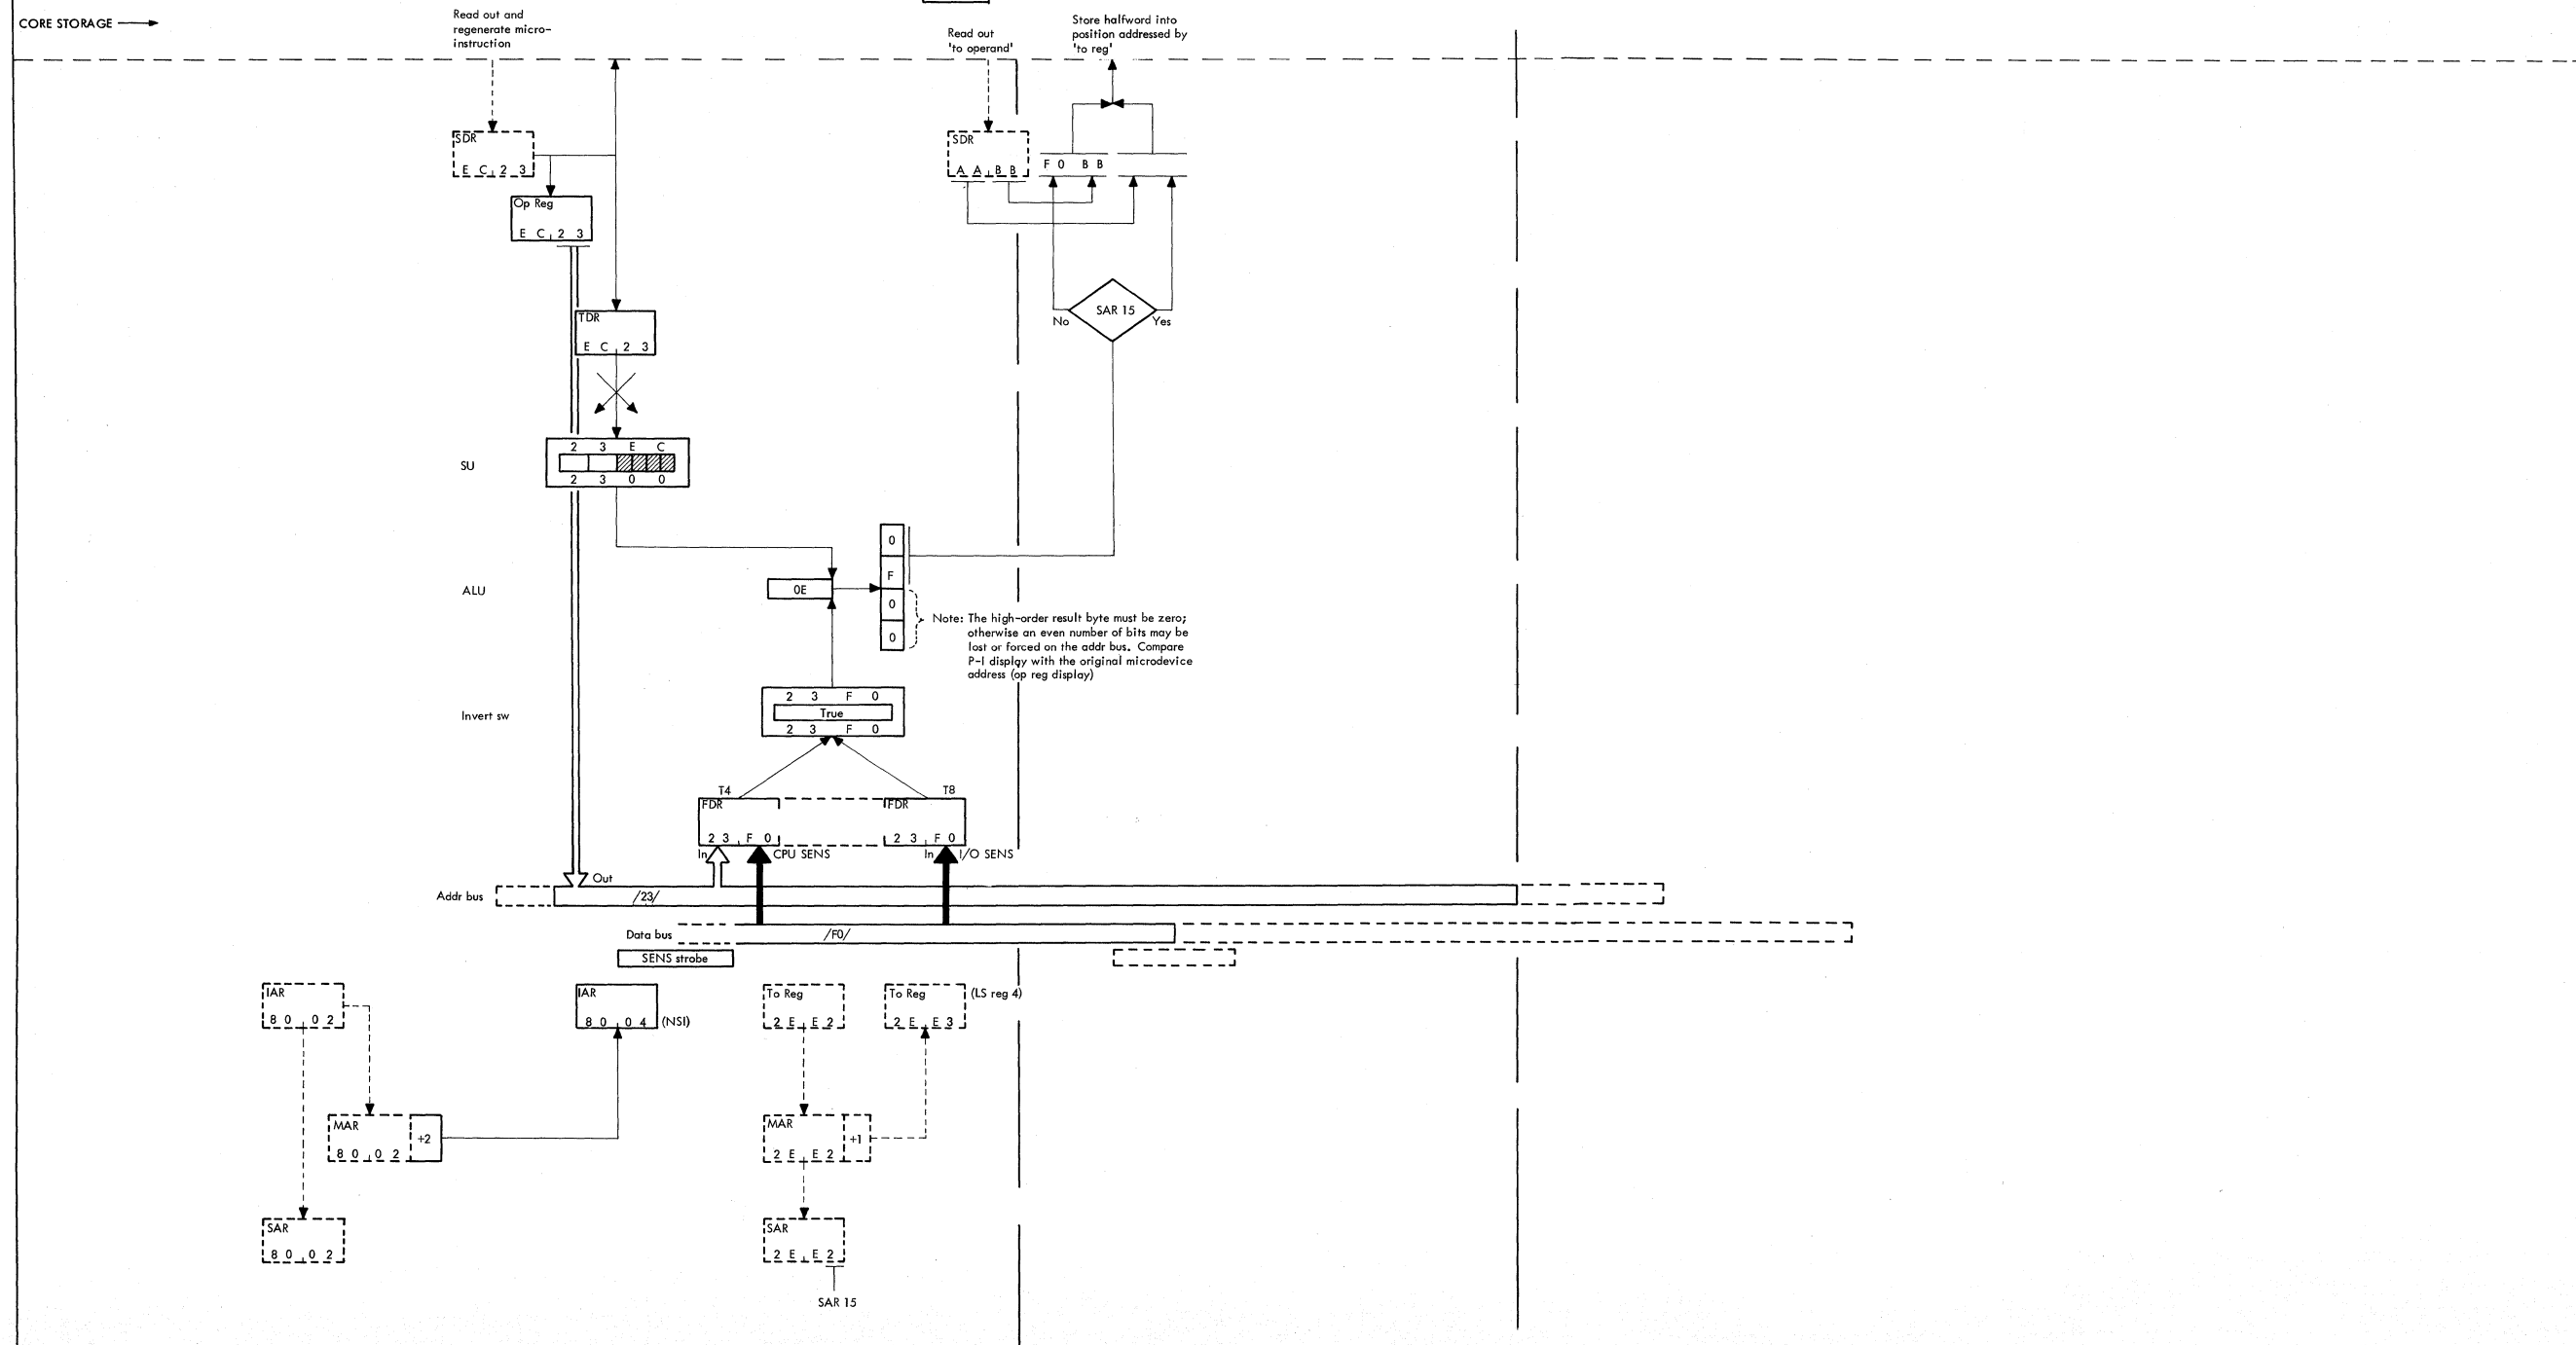 CORE STORAGE
Read out and
regenerate micro-
instruction
Read out
'to operand'
Store halfword into
position addressed by
'to reg'
SDR
E C 2 3
SDR
A A B B
F 0 B B
Op Reg
E C 2 3
TDR
E C 2 3
SAR 15
No
Yes
SU
2 3 E C
2 3 0 0
ALU
OE
0
F
0
0
Note: The high-order result byte must be zero;
otherwise an even number of bits may be
lost or forced on the addr bus. Compare
P-I display with the original microdevice
address (op reg display)
Invert sw
2 3 F 0
True
2 3 F 0
T4
T8
FDR
2 3 F 0
FDR
2 3 F 0
In
CPU SENS
In
I/O SENS
Out
Addr bus
/23/
Data bus
/F0/
SENS strobe
IAR
8 0 0 2
IAR
8 0 0 4
(NSI)
To Reg
2 E E 2
To Reg
2 E E 3
(LS reg 4)
MAR
8 0 0 2
+2
MAR
2 E E 2
+1
SAR
8 0 0 2
SAR
2 E E 2
SAR 15